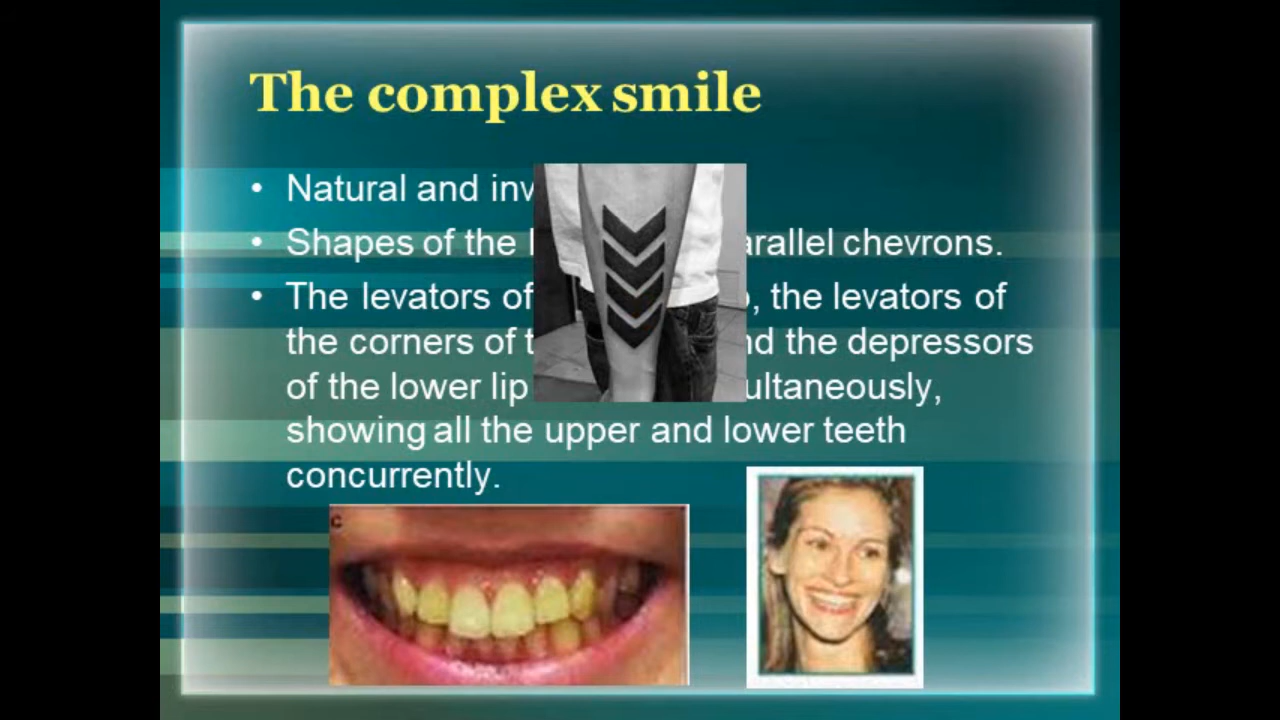 The complex smile
• Natural and inv
• Shapes of the arallel chevrons.
• The levators of , the levators of
the corners of t nd the depressors
of the lower lip ultaneously,
showing all the upper and lower teeth
concurrently.
c